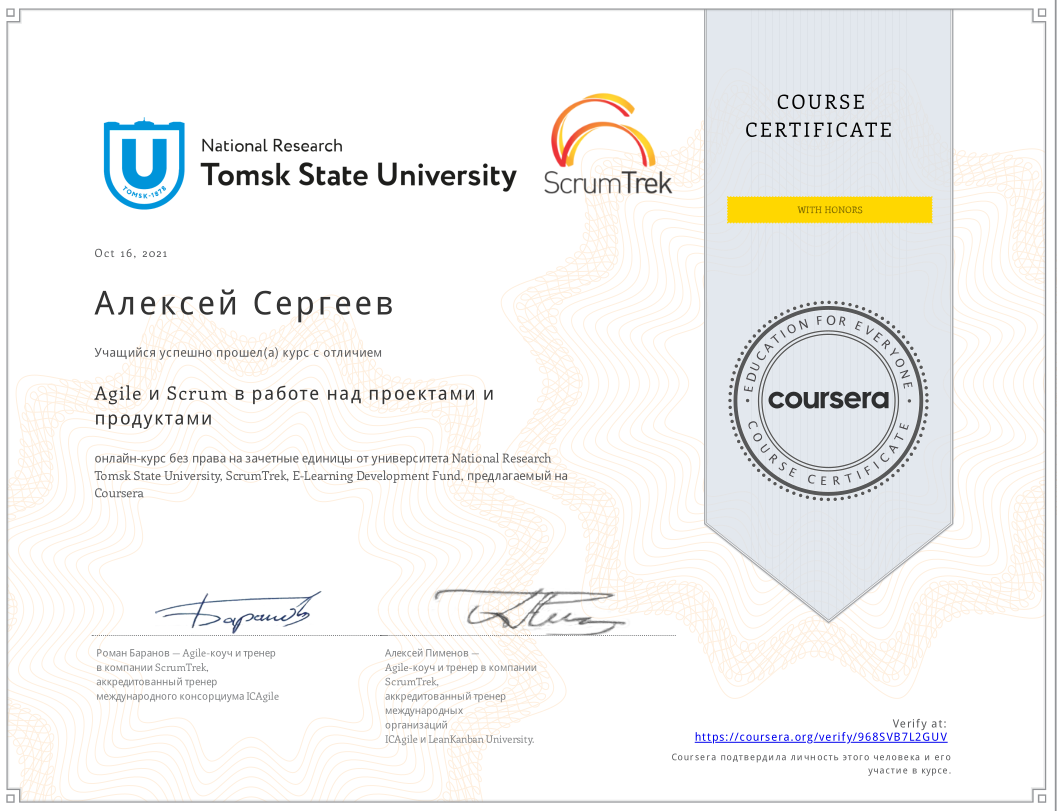 National Research
Tomsk State University
TOMSK·1878
ScrumTrek
COURSE
CERTIFICATE
WITH HONORS
Oct 16, 2021
Алексей Сергеев
Учащийся успешно прошел(а) курс с отличием
Agile и Scrum в работе над проектами и
продуктами
онлайн-курс без права на зачетные единицы от университета National Research
Tomsk State University, ScrumTrek, E-Learning Development Fund, предлагаемый на
Coursera
EDUCATION FOR EVERYONE
coursera
COURSE CERTIFICATE
Роман Баранов — Agile-коуч и тренер
в компании ScrumTrek,
аккредитованный тренер
международного консорциума ICAgile
Алексей Пименов —
Agile-коуч и тренер в компании
ScrumTrek,
аккредитованный тренер
международных
организаций
ICAgile и LeanKanban University.
Verify at:
https://coursera.org/verify/968SVB7L2GUV
Coursera подтвердила личность этого человека и его
участие в курсе.